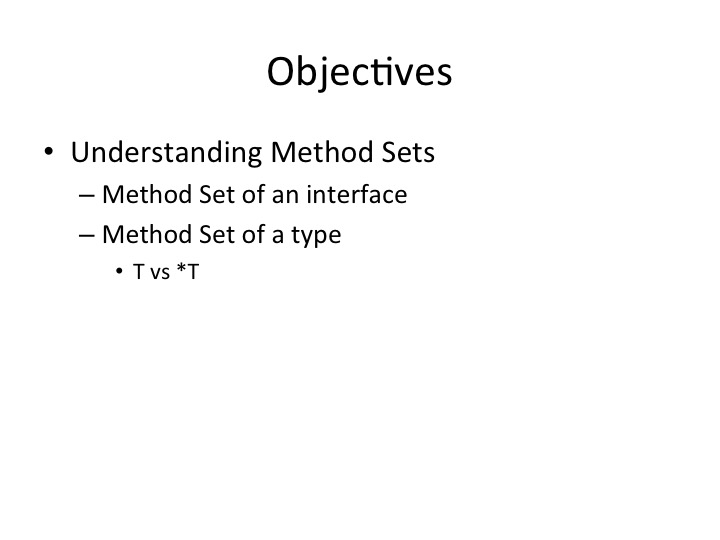 Objectives
• Understanding Method Sets
– Method Set of an interface
– Method Set of a type
• T vs *T